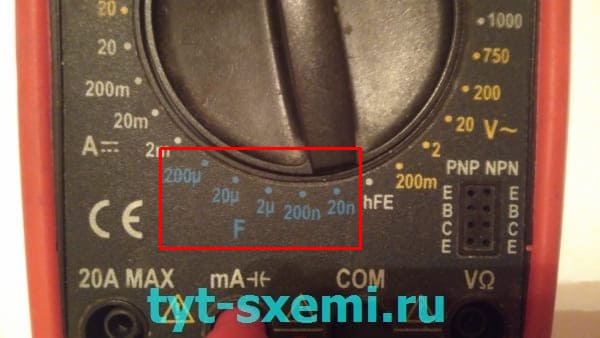 20
20
200m
20m
A
2m
200µ
20µ
2µ
200n
20n
F
hFE
1000
750
200
20
V~
2
200m
PNP NPN
E E
B B
C C
E E
CE
20A MAX
mA
COM
VΩ
tyt-sxemi.ru